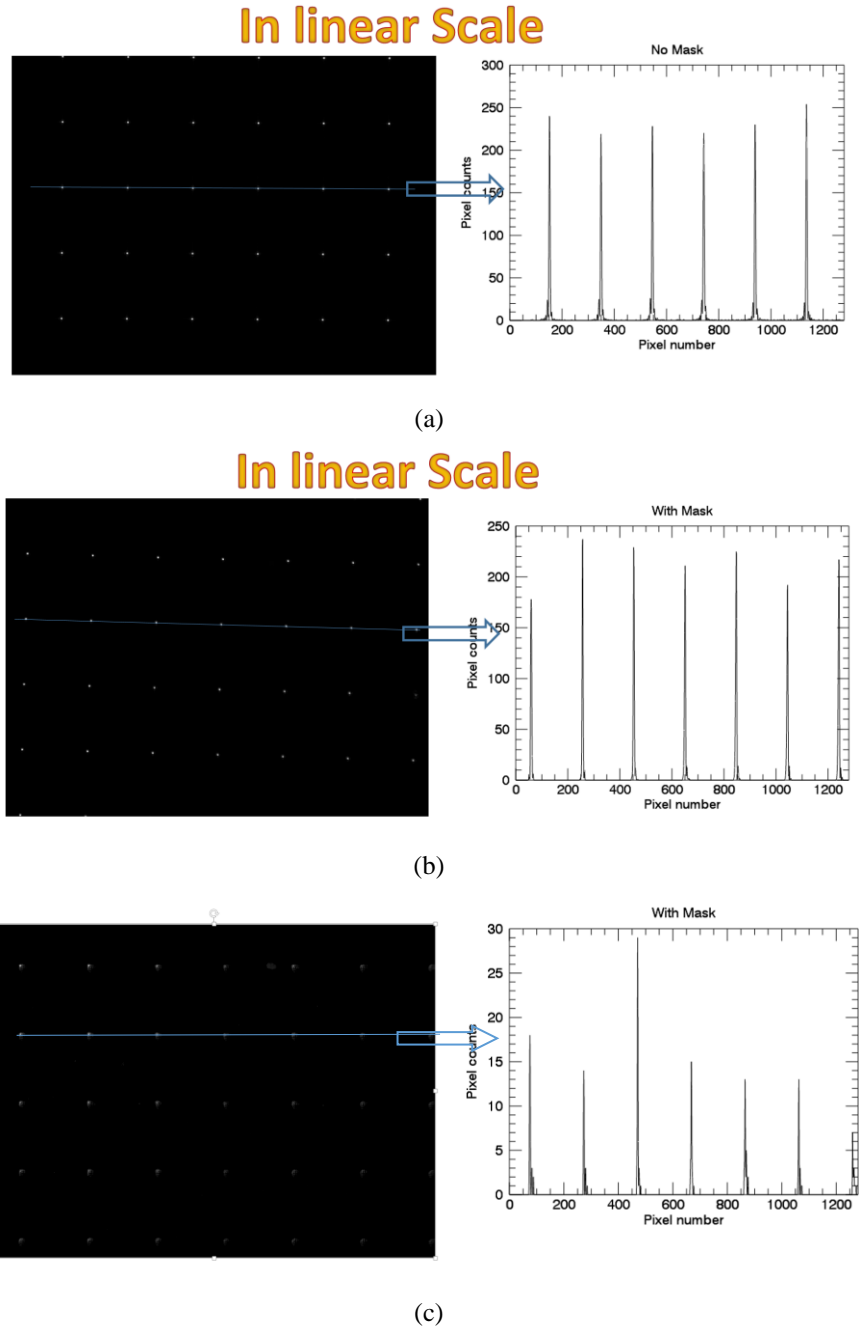 In linear Scale
No Mask
300
250
200
150
100
50
0
Pixel counts
0 200 400 600 800 1000 1200
Pixel number
(a)
In linear Scale
With Mask
250
200
150
100
50
0
Pixel counts
0 200 400 600 800 1000 1200
Pixel number
(b)
With Mask
30
25
20
15
10
5
0
Pixel counts
0 200 400 600 800 1000 1200
Pixel number
(c)